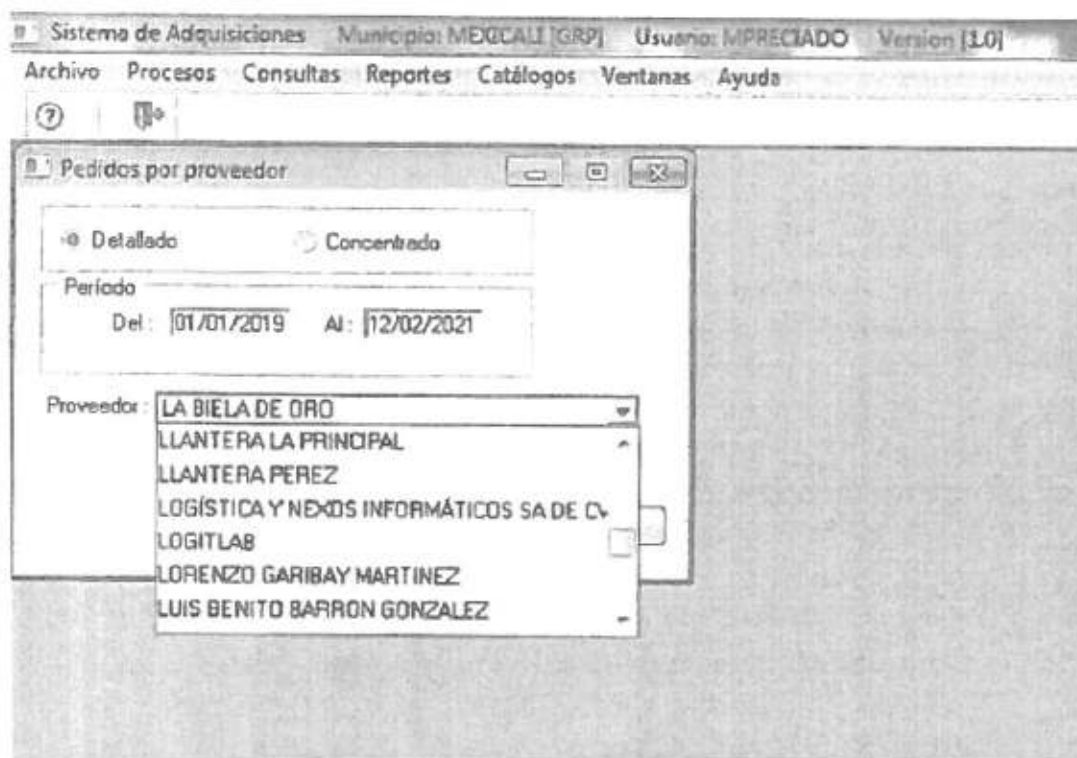 Sistema de Adquisiciones Municipio: MEXICALI [GRP] Usuario: MPRECIADO Version [1.0]
Archivo Procesos Consultas Reportes Catálogos Ventanas Ayuda
Pedidos por proveedor
Detallado Concentrado
Período
Del: 01/01/2019 Al: 12/02/2021
Proveedor: LA BIELA DE ORO
LLANTERA LA PRINCIPAL
LLANTERA PEREZ
LOGÍSTICA Y NEXOS INFORMÁTICOS SA DE CV
LOGITLAB
LORENZO GARIBAY MARTINEZ
LUIS BENITO BARRON GONZALEZ